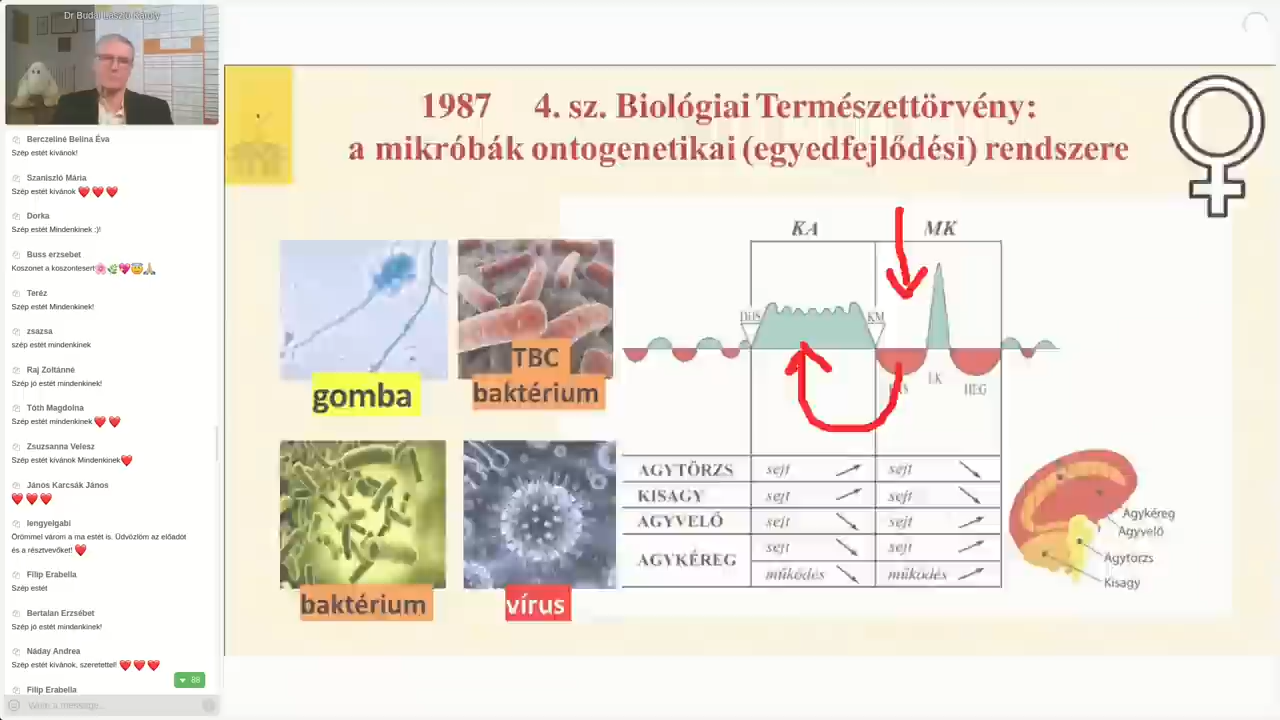 Dr Budai László Károly
Berczeliné Belina Éva
Szép estét kívánok!
Szaniszló Mária
Szép estét kívánok ❤️ ❤️ ❤️
Dorka
Szép estét Mindenkinek :)!
Buss erzsebet
Koszonet a koszontesert🌸🌿💖😇🙏
Teréz
Szép estét Mindenkinek!
zsazsa
szép estét mindenkinek
Raj Zoltánné
Szép jó estét mindenkinek!
Tóth Magdolna
Szép estét mindenkinek ❤️ ❤️
Zsuzsanna Velesz
Szép estét kívánok Mindenkinek❤️
János Karcsák János
❤️ ❤️ ❤️
lengyelgabi
Örömmel várom a ma estét is. Üdvözlöm az előadót
és a résztvevőket! ❤️
Filip Erabella
Szép estét
Bertalan Erzsébet
Szép jó estét mindenkinek!
Náday Andrea
Szép estét kívánok, szeretettel! ❤️ ❤️ ❤️
88
Filip Erabella
Write a message...
1987 4. sz. Biológiai Természettörvény:
a mikróbák ontogenetikai (egyedfejlődési) rendszere
gomba
TBC
baktérium
baktérium
vírus
KA MK
DHS KM
HEG
AGYTÖRZS sejt sejt
KISAGY sejt sejt
AGYVELŐ sejt sejt
AGYKÉREG sejt sejt
működés működés
Agykéreg
Agyvelő
Agytörzs
Kisagy